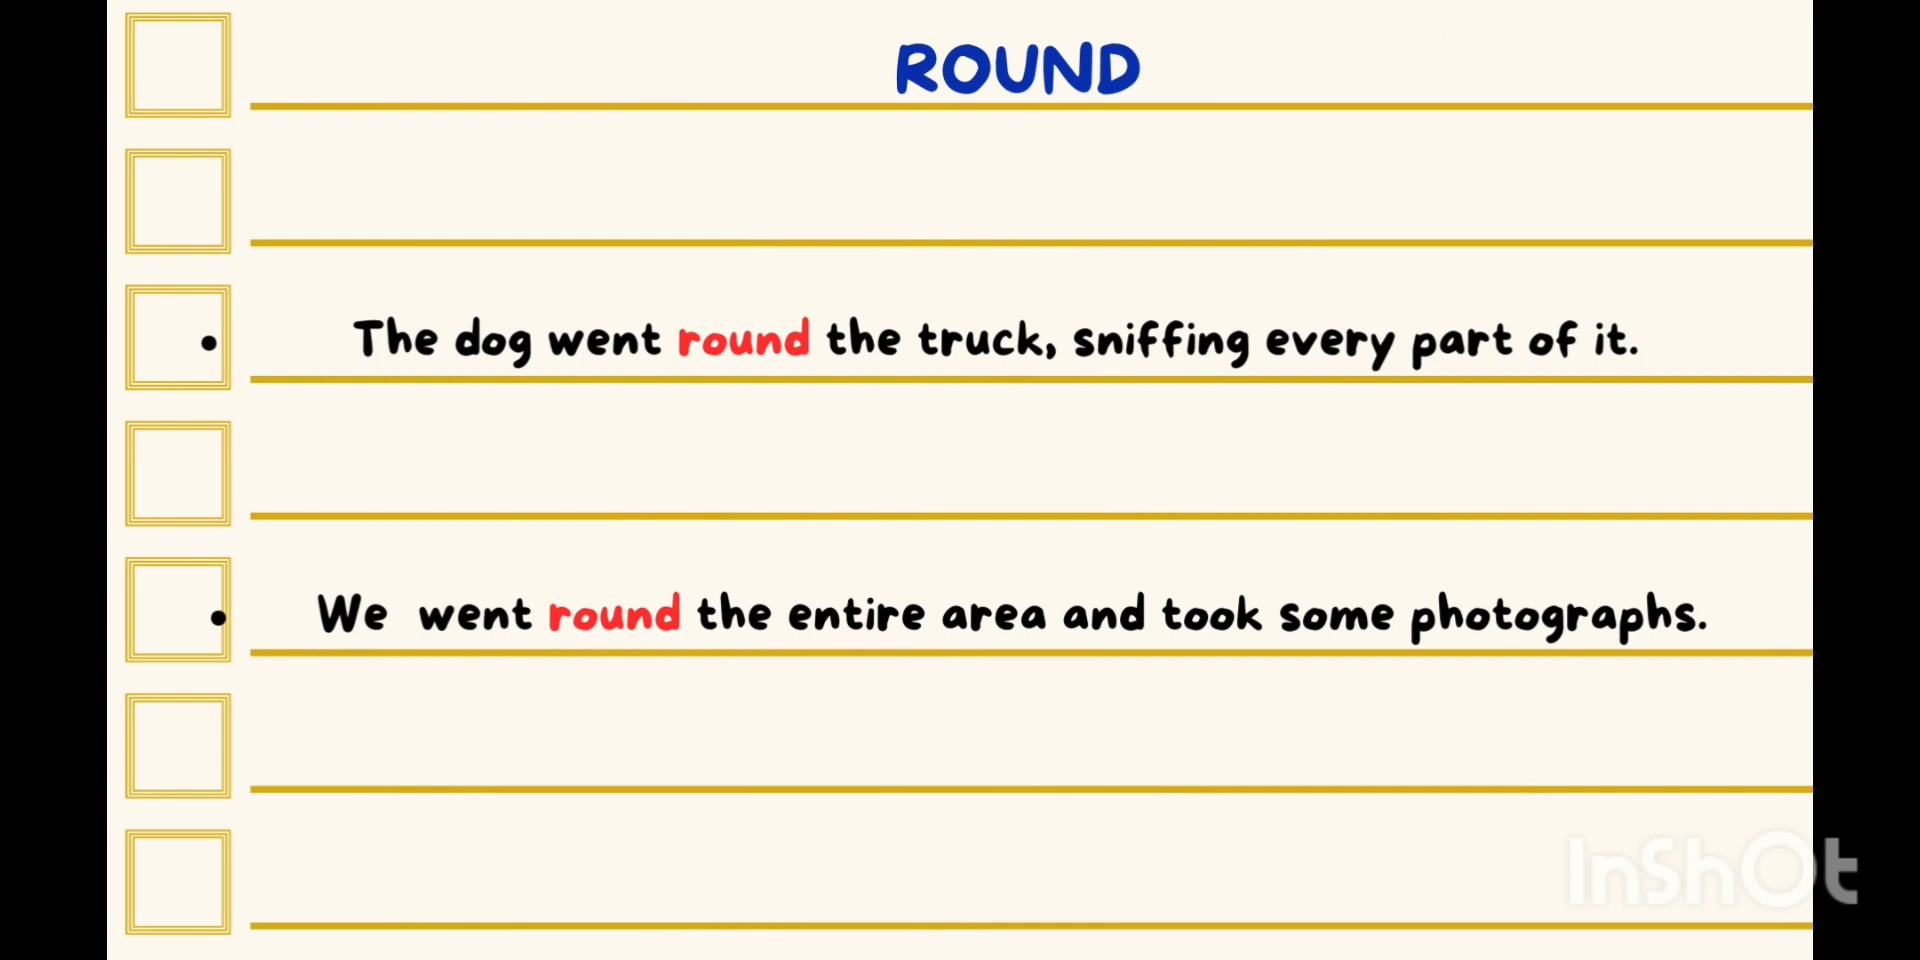 ROUND
• The dog went round the truck, sniffing every part of it.
• We went round the entire area and took some photographs.
InShOt